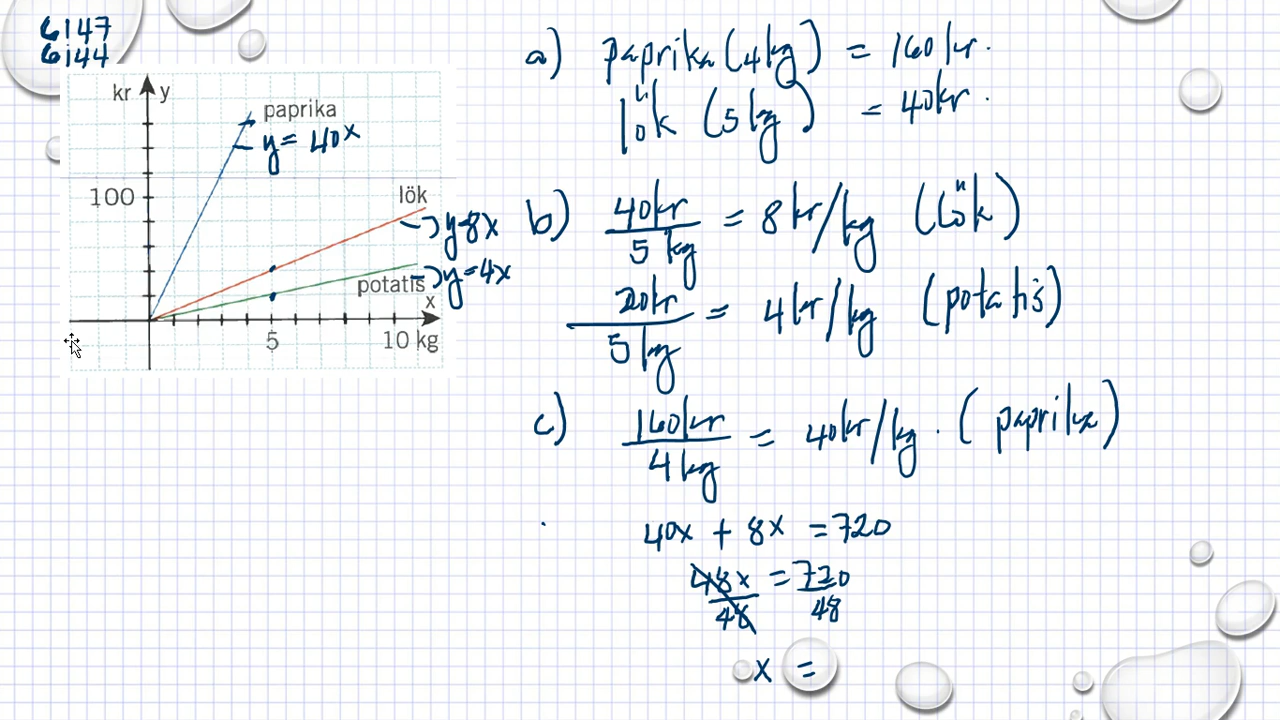 6147
6144
kr y
paprika
y = 40x
100
lök
y=8x
potatis
y=4x
x
5
10 kg
a) paprika (4kg) = 160 kr.
lök (5 kg) = 40kr.
b) 40kr / 5 kg = 8 kr/kg (lök)
20kr / 5 kg = 4 kr/kg (potatis)
c) 160kr / 4 kg = 40kr/kg. (paprika)
40x + 8x = 720
48x / 48 = 720 / 48
x =